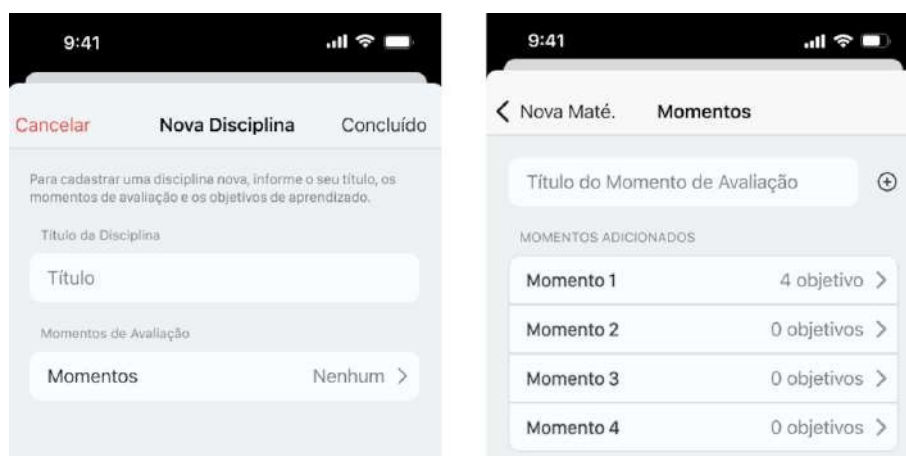 9:41
Cancelar Nova Disciplina Concluído
Para cadastrar uma disciplina nova, informe o seu título, os
momentos de avaliação e os objetivos de aprendizado.
Título da Disciplina
Título
Momentos de Avaliação
Momentos Nenhum
9:41
Nova Maté. Momentos
Título do Momento de Avaliação
MOMENTOS ADICIONADOS
Momento 1 4 objetivo
Momento 2 0 objetivos
Momento 3 0 objetivos
Momento 4 0 objetivos